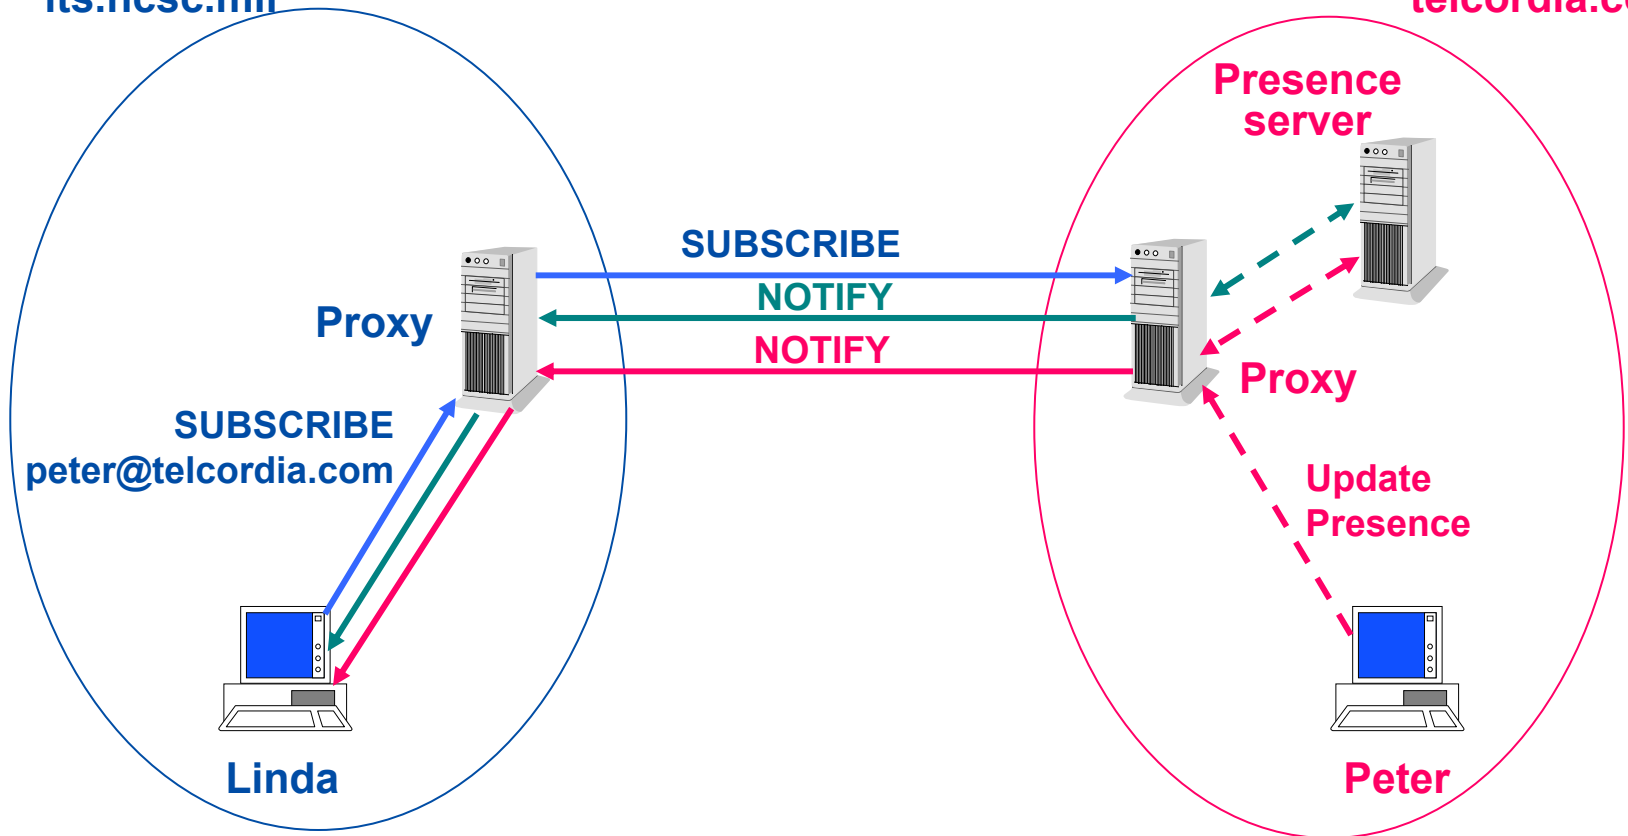 Presence
server
SUBSCRIBE
NOTIFY
Proxy
NOTIFY
Proxy
SUBSCRIBE
peter@telcordia.com
Update
Presence
Linda
Peter